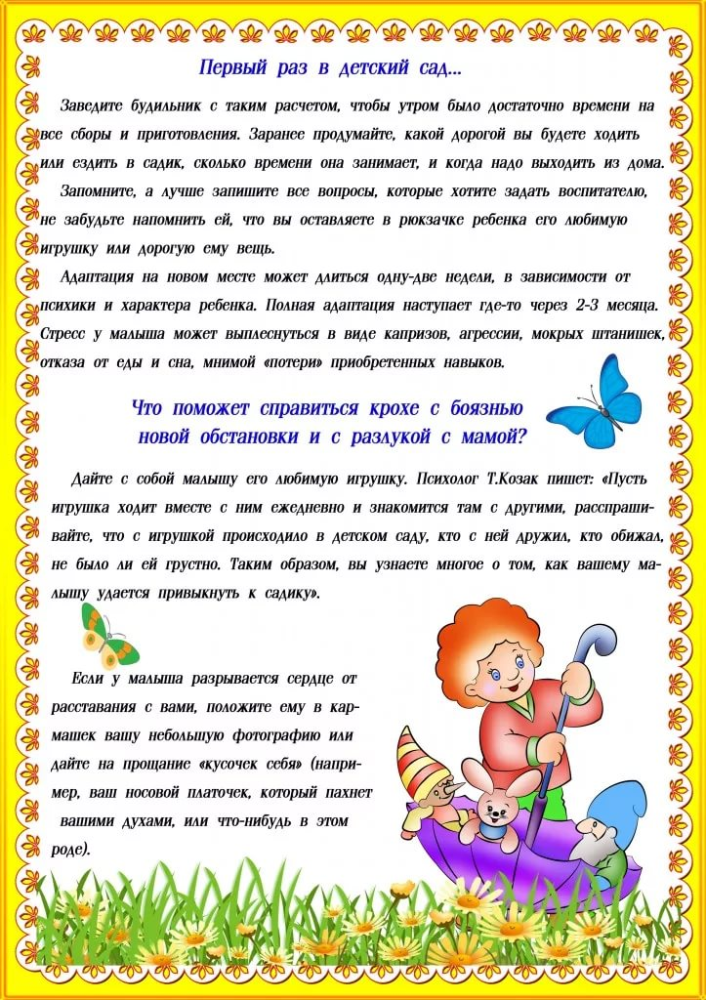 Первый раз в детский сад...
Заведите будильник с таким расчетом, чтобы утром было достаточно времени на
все сборы и приготовления. Заранее продумайте, какой дорогой вы будете ходить
или ездить в садик, сколько времени она занимает, и когда надо выходить из дома.
Запомните, а лучше запишите все вопросы, которые хотите задать воспитателю,
не забудьте напомнить ей, что вы оставляете в рюкзачке ребенка его любимую
игрушку или дорогую ему вещь.
Адаптация на новом месте может длиться одну-две недели, в зависимости от
психики и характера ребенка. Полная адаптация наступает где-то через 2-3 месяца.
Стресс у малыша может выплеснуться в виде капризов, агрессии, мокрых штанишек,
отказа от еды и сна, мнимой «потери» приобретенных навыков.
Что поможет справиться крохе с боязнью
новой обстановки и с разлукой с мамой?
Дайте с собой малышу его любимую игрушку. Психолог Т.Козак пишет: «Пусть
игрушка ходит вместе с ним ежедневно и знакомится там с другими, расспраши-
вайте, что с игрушкой происходило в детском саду, кто с ней дружил, кто обижал,
не было ли ей грустно. Таким образом, вы узнаете многое о том, как вашему ма-
лышу удается привыкнуть к садику».
Если у малыша разрывается сердце от
расставания с вами, положите ему в кар-
машек вашу небольшую фотографию или
дайте на прощание «кусочек себя» (напри-
мер, ваш носовой платочек, который пахнет
вашими духами, или что-нибудь в этом
роде).